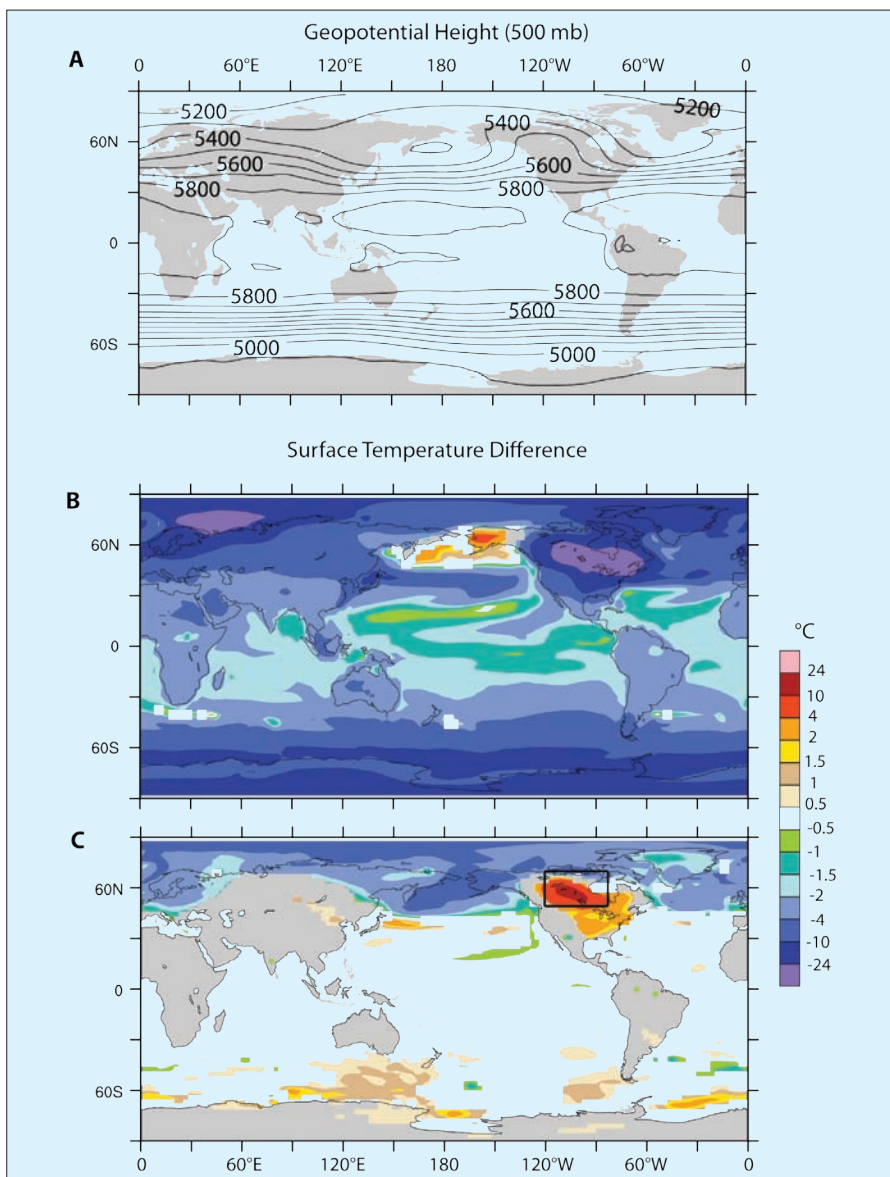 Geopotential Height (500 mb)
A
0 60°E 120°E 180 120°W 60°W 0
5200 5200
60N 5400 5400
5600 5600
5800 5800
0
5800 5800
5600
60S 5000 5000
Surface Temperature Difference
B
60N
0
60S
°C
24
10
4
2
1.5
1
0.5
-0.5
-1
-1.5
-2
-4
-10
-24
C
60N
0
60S
0 60°E 120°E 180 120°W 60°W 0